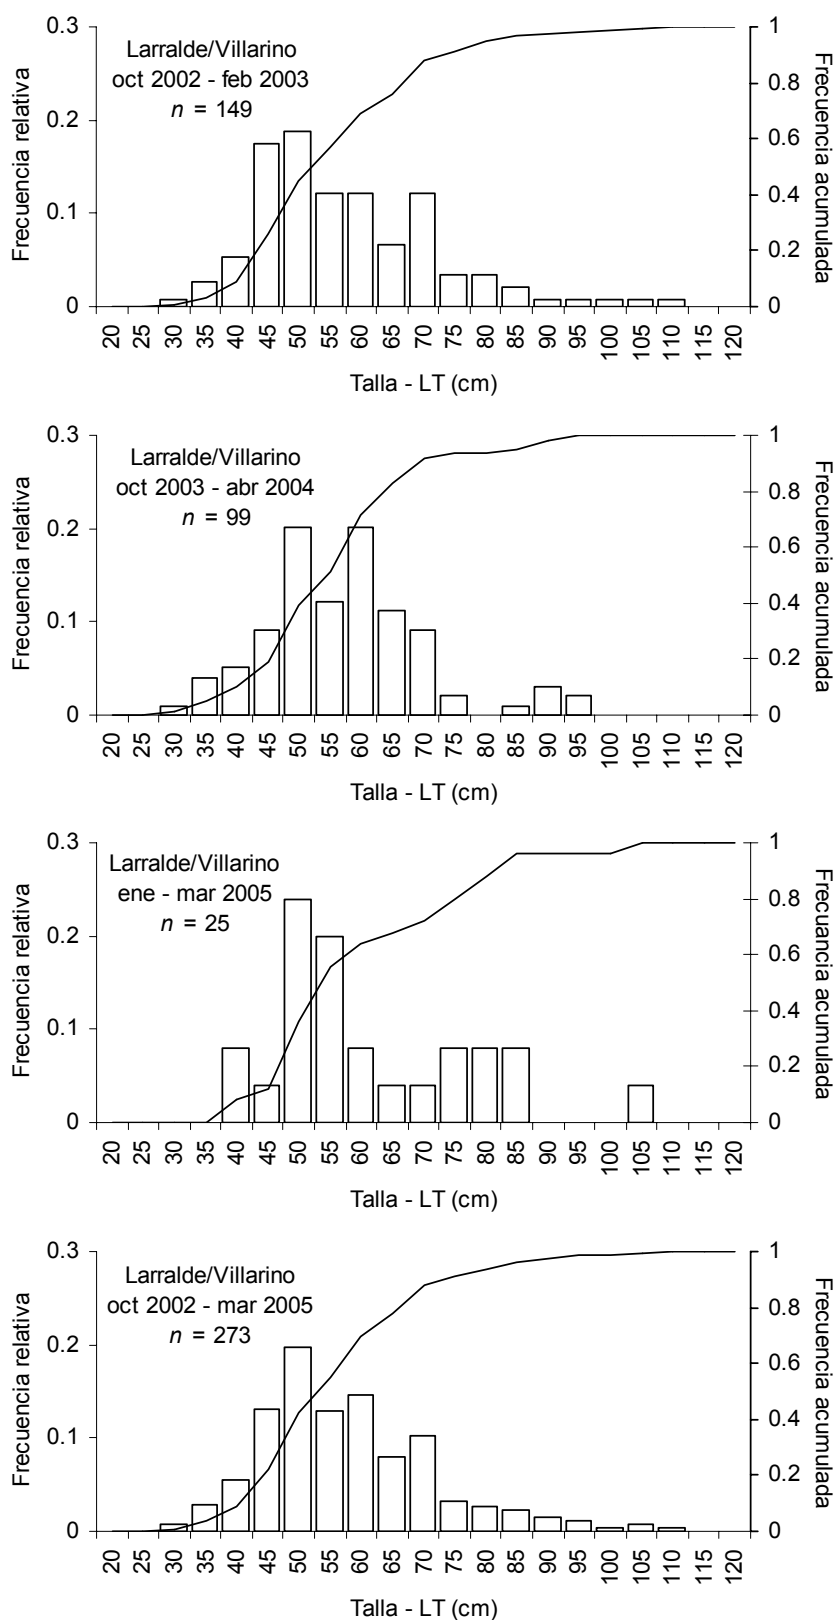 Larralde/Villarino
oct 2002 - feb 2003
n = 149
Frecuencia relativa
0.3
0.2
0.1
0
Frecuencia acumulada
1
0.8
0.6
0.4
0.2
0
20 25 30 35 40 45 50 55 60 65 70 75 80 85 90 95 100 105 110 115 120
Talla - LT (cm)
Larralde/Villarino
oct 2003 - abr 2004
n = 99
Frecuencia relativa
0.3
0.2
0.1
0
Frecuencia acumulada
1
0.8
0.6
0.4
0.2
0
20 25 30 35 40 45 50 55 60 65 70 75 80 85 90 95 100 105 110 115 120
Talla - LT (cm)
Larralde/Villarino
ene - mar 2005
n = 25
Frecuencia relativa
0.3
0.2
0.1
0
Frecuancia acumulada
1
0.8
0.6
0.4
0.2
0
20 25 30 35 40 45 50 55 60 65 70 75 80 85 90 95 100 105 110 115 120
Talla - LT (cm)
Larralde/Villarino
oct 2002 - mar 2005
n = 273
Frecuencia relativa
0.3
0.2
0.1
0
Frecuencia acumulada
1
0.8
0.6
0.4
0.2
0
20 25 30 35 40 45 50 55 60 65 70 75 80 85 90 95 100 105 110 115 120
Talla - LT (cm)